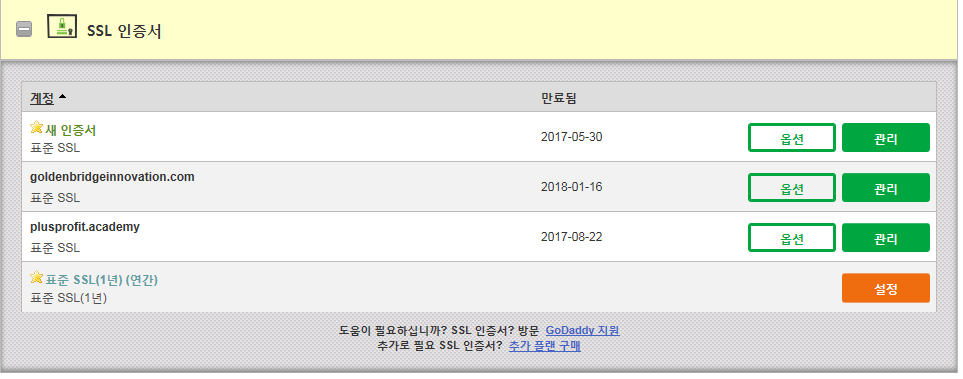 SSL 인증서
계정 만료됨
새 인증서
표준 SSL
2017-05-30 옵션 관리
goldenbridgeinnovation.com
표준 SSL
2018-01-16 옵션 관리
plusprofit.academy
표준 SSL
2017-08-22 옵션 관리
표준 SSL(1년) (연간)
표준 SSL(1년)
설정
도움이 필요하십니까? SSL 인증서? 방문 GoDaddy 지원
추가로 필요 SSL 인증서? 추가 플랜 구매